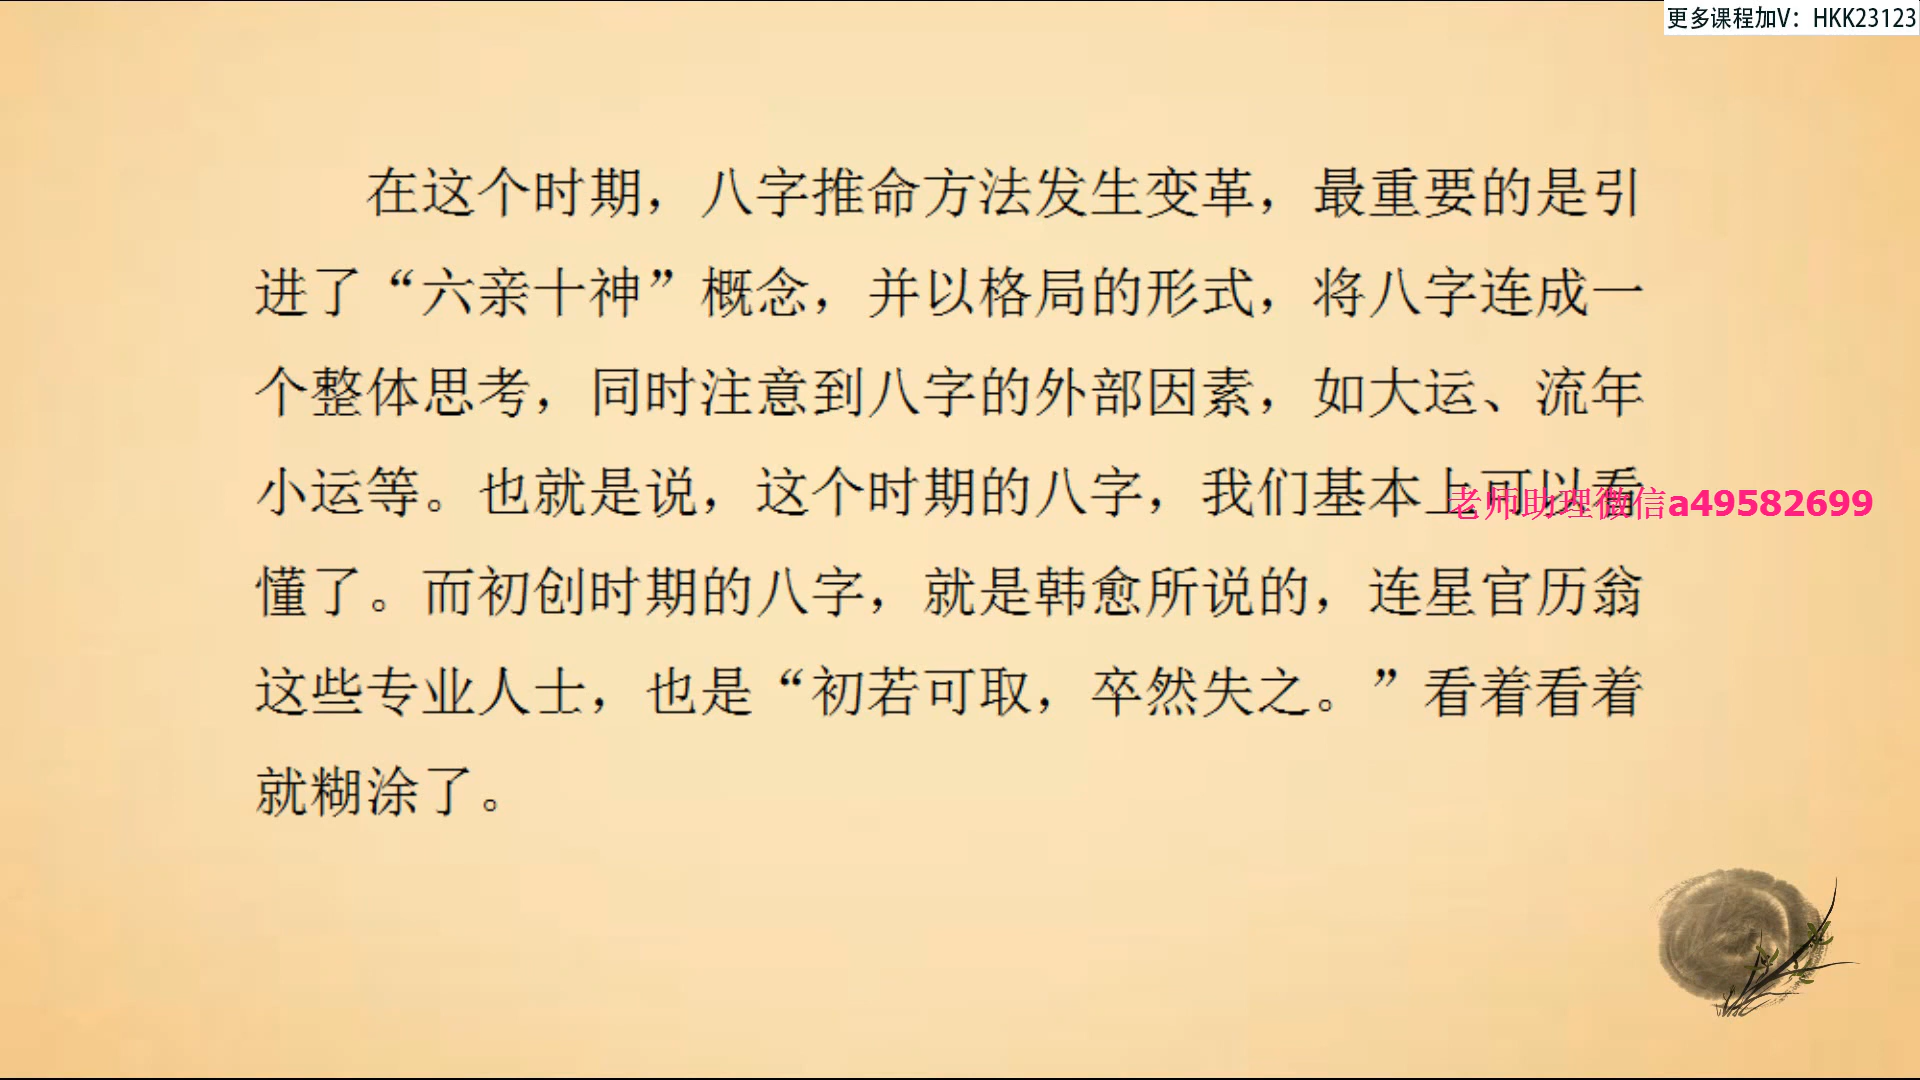 更多课程加V：HKK23123
在这个时期，八字推命方法发生变革，最重要的是引
进了“六亲十神”概念，并以格局的形式，将八字连成一
个整体思考，同时注意到八字的外部因素，如大运、流年
小运等。也就是说，这个时期的八字，我们基本上可以看
老师助理微信a49582699
懂了。而初创时期的八字，就是韩愈所说的，连星官历翁
这些专业人士，也是“初若可取，卒然失之。”看着看着
就糊涂了。